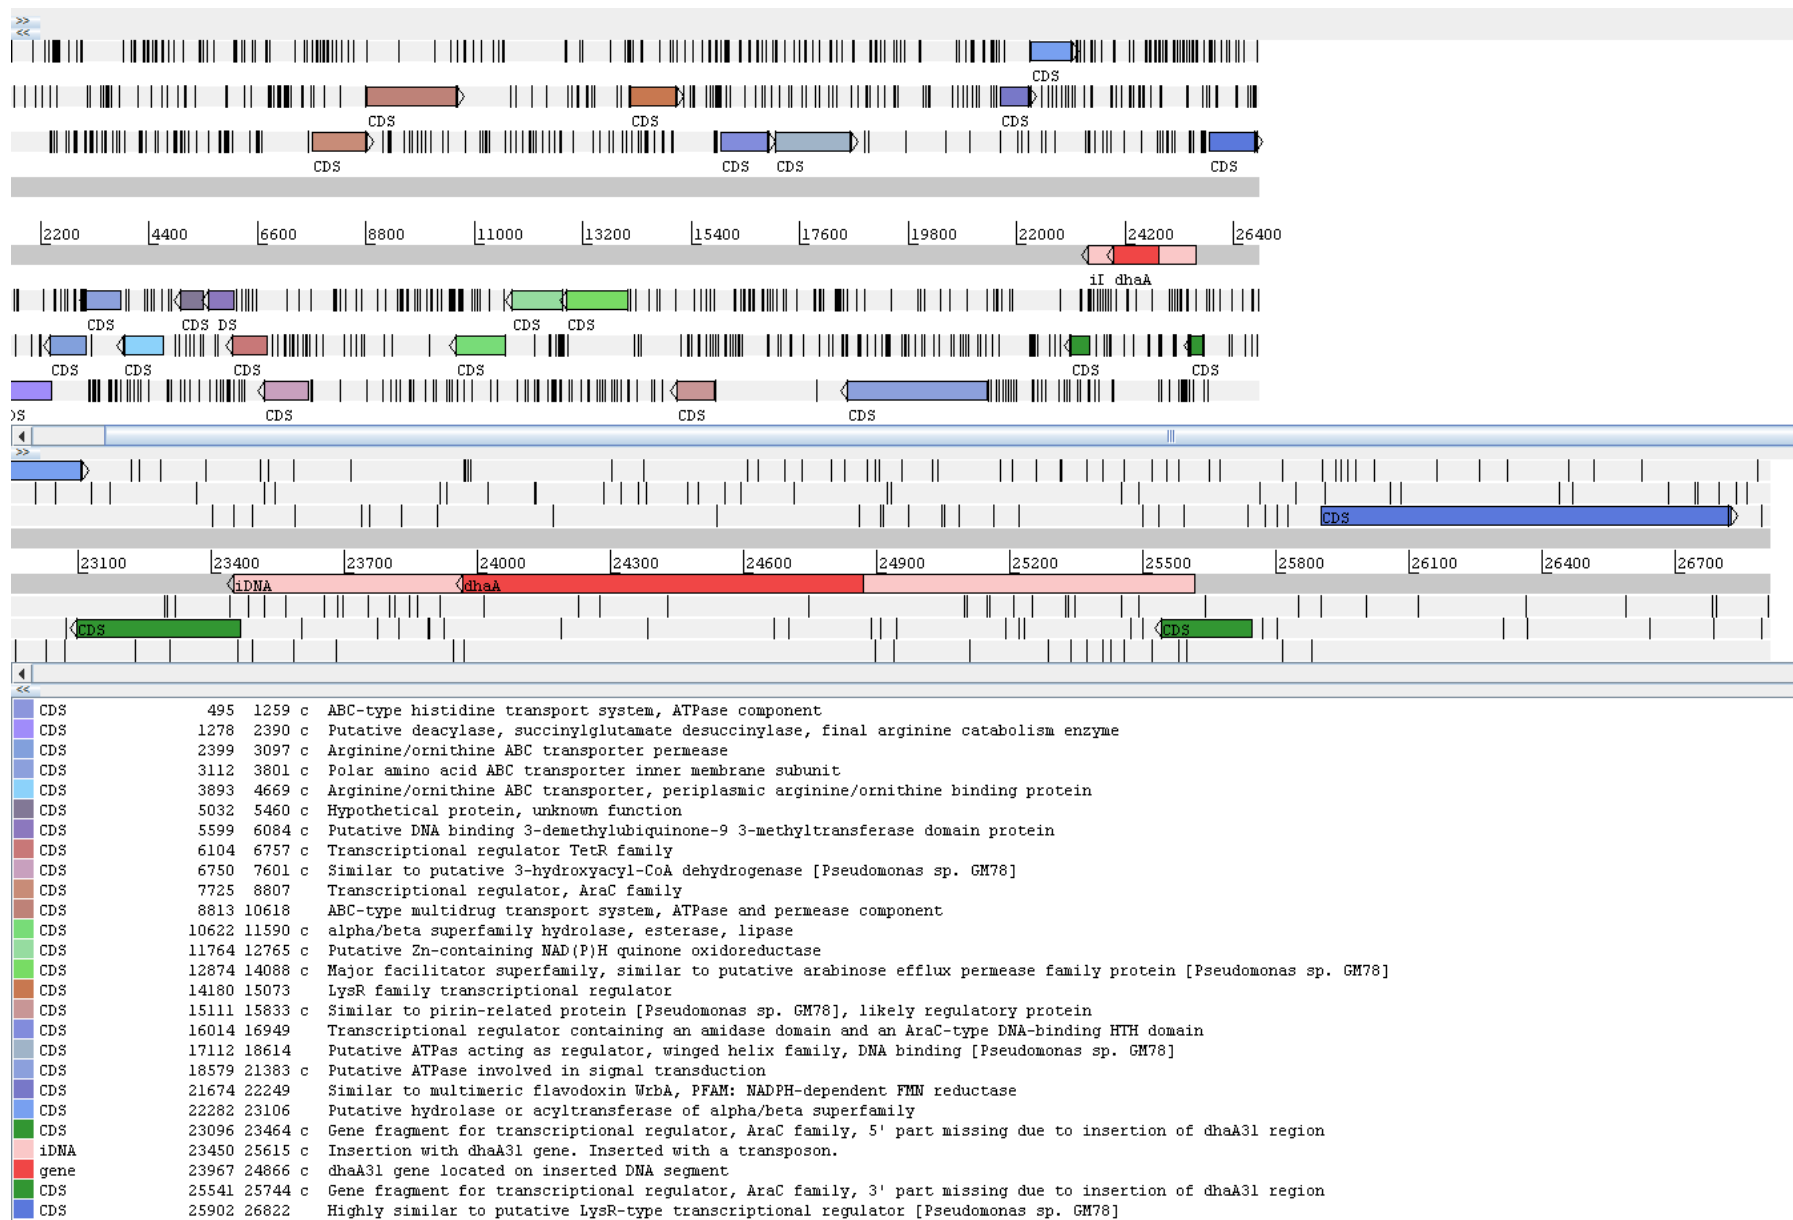 >>
<<
CDS
CDS CDS CDS
CDS CDS CDS CDS
2200 4400 6600 8800 11000 13200 15400 17600 19800 22000 24200 26400
iI dhaA
CDS CDS DS CDS CDS
CDS CDS CDS CDS CDS CDS
DS CDS CDS CDS
>>
CDS
23100 23400 23700 24000 24300 24600 24900 25200 25500 25800 26100 26400 26700
iDNA dhaA
CDS CDS
<<
CDS 495 1259 c ABC-type histidine transport system, ATPase component
CDS 1278 2390 c Putative deacylase, succinylglutamate desuccinylase, final arginine catabolism enzyme
CDS 2399 3097 c Arginine/ornithine ABC transporter permease
CDS 3112 3801 c Polar amino acid ABC transporter inner membrane subunit
CDS 3893 4669 c Arginine/ornithine ABC transporter, periplasmic arginine/ornithine binding protein
CDS 5032 5460 c Hypothetical protein, unknown function
CDS 5599 6084 c Putative DNA binding 3-demethylubiquinone-9 3-methyltransferase domain protein
CDS 6104 6757 c Transcriptional regulator TetR family
CDS 6750 7601 c Similar to putative 3-hydroxyacyl-CoA dehydrogenase [Pseudomonas sp. GM78]
CDS 7725 8807 Transcriptional regulator, AraC family
CDS 8813 10618 ABC-type multidrug transport system, ATPase and permease component
CDS 10622 11590 c alpha/beta superfamily hydrolase, esterase, lipase
CDS 11764 12765 c Putative Zn-containing NAD(P)H quinone oxidoreductase
CDS 12874 14088 c Major facilitator superfamily, similar to putative arabinose efflux permease family protein [Pseudomonas sp. GM78]
CDS 14180 15073 LysR family transcriptional regulator
CDS 15111 15833 c Similar to pirin-related protein [Pseudomonas sp. GM78], likely regulatory protein
CDS 16014 16949 Transcriptional regulator containing an amidase domain and an AraC-type DNA-binding HTH domain
CDS 17112 18614 Putative ATPas acting as regulator, winged helix family, DNA binding [Pseudomonas sp. GM78]
CDS 18579 21383 c Putative ATPase involved in signal transduction
CDS 21674 22249 Similar to multimeric flavodoxin WrbA, PFAM: NADPH-dependent FMN reductase
CDS 22282 23106 Putative hydrolase or acyltransferase of alpha/beta superfamily
CDS 23096 23464 c Gene fragment for transcriptional regulator, AraC family, 5' part missing due to insertion of dhaA31 region
iDNA 23450 25615 c Insertion with dhaA31 gene. Inserted with a transposon.
gene 23967 24866 c dhaA31 gene located on inserted DNA segment
CDS 25541 25744 c Gene fragment for transcriptional regulator, AraC family, 3' part missing due to insertion of dhaA31 region
CDS 25902 26822 Highly similar to putative LysR-type transcriptional regulator [Pseudomonas sp. GM78]